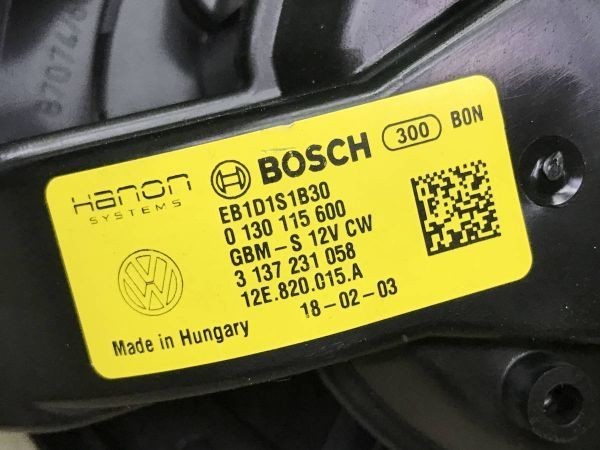 HANON
SYSTEMS
BOSCH
300
BON
EB1D1S1B30
0 130 115 600
GBM-S 12V CW
3 137 231 058
12E.820.015.A
18-02-03
Made in Hungary